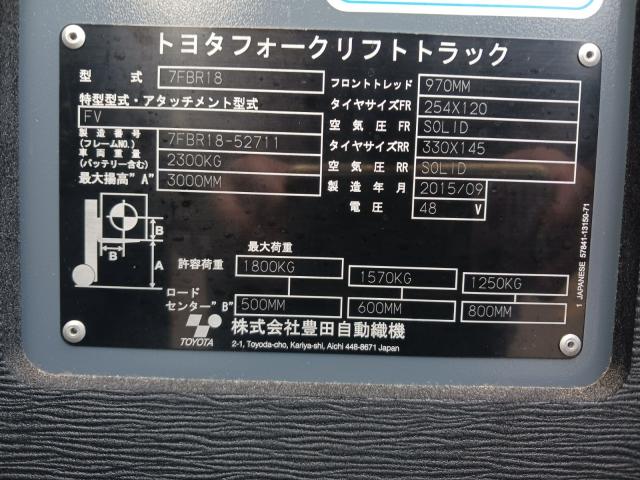 トヨタフォークリフトトラック
型 式 7FBR18
特型型式・アタッチメント型式
FV
製造番号
(フレームNO.) 7FBR18-52711
車両重量
(バッテリー含む) 2300KG
最大揚高"A" 3000MM
フロントトレッド 970MM
タイヤサイズFR 254X120
空気圧 FR SOLID
タイヤサイズRR 330X145
空気圧 RR SOLID
製造年月 2015/09
電圧 48 V
B
B
A
最大荷重
許容荷重 1800KG 1570KG 1250KG
ロード
センター"B" 500MM 600MM 800MM
TOYOTA
株式会社豊田自動織機
2-1, Toyoda-cho, Kariya-shi, Aichi 448-8671 Japan
1 JAPANESE 57841-13150-71